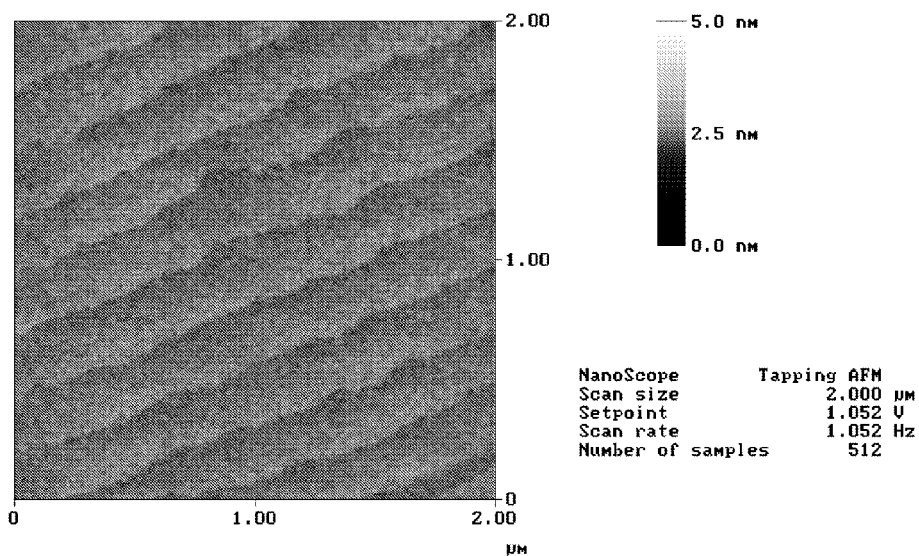 2.00
5.0 nм
2.5 nм
0.0 nм
1.00
0
0
1.00
2.00
µм
NanoScope Tapping AFM
Scan size 2.000 µм
Setpoint 1.052 V
Scan rate 1.052 Hz
Number of samples 512